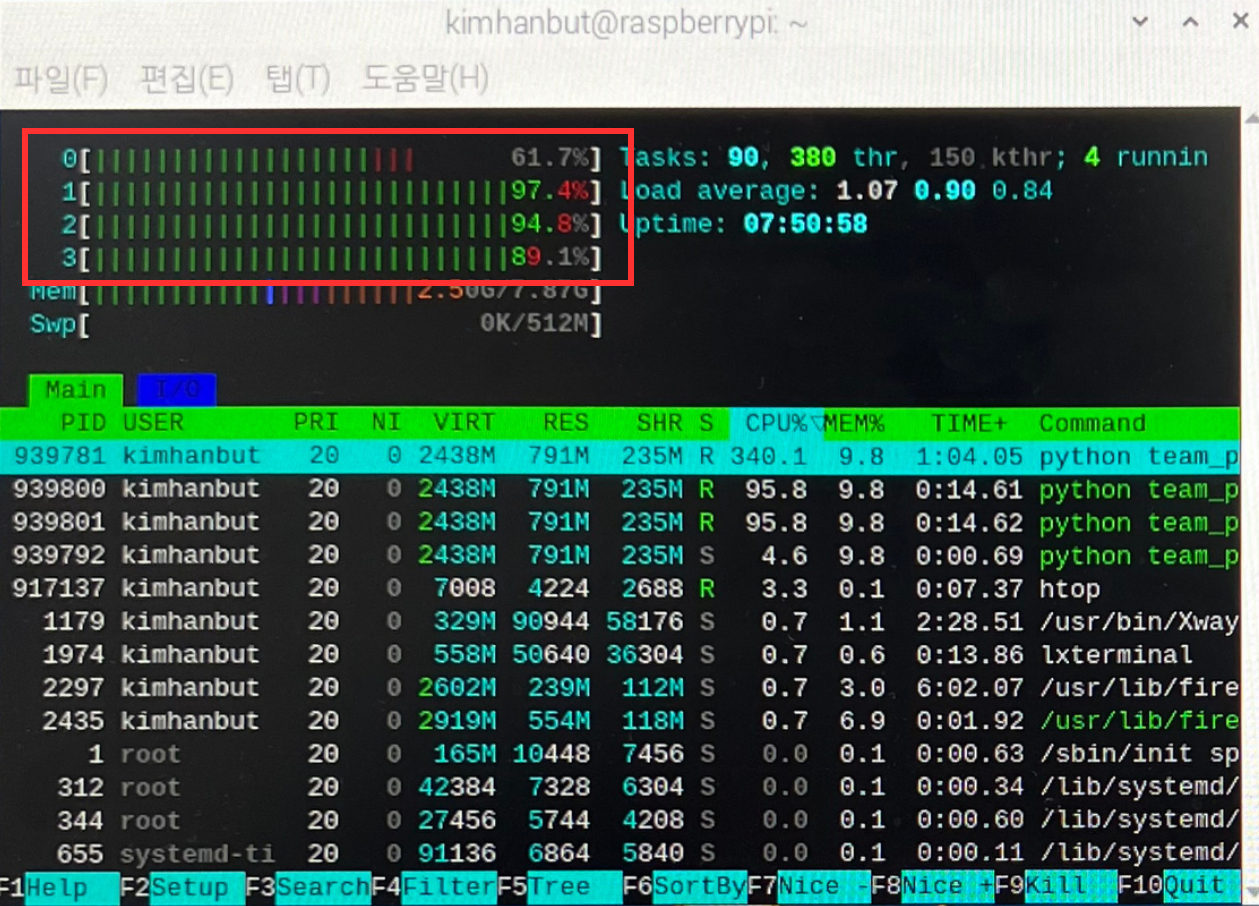 kimhanbut@raspberrypi: ~
파일(F) 편집(E) 탭(T) 도움말(H)
0[|||||||||||||||||||||61.7%] Tasks: 90, 380 thr, 150 kthr; 4 runnin
1[|||||||||||||||||||||||||||97.4%] Load average: 1.07 0.90 0.84
2[|||||||||||||||||||||||||||94.8%] Uptime: 07:50:58
3[|||||||||||||||||||||||||||89.1%]
Mem[|||||||||||||||||||||2.50G/7.87G]
Swp[ 0K/512M]
Main I/O
PID USER PRI NI VIRT RES SHR S CPU%▽MEM% TIME+ Command
939781 kimhanbut 20 0 2438M 791M 235M R 340.1 9.8 1:04.05 python team_p
939800 kimhanbut 20 0 2438M 791M 235M R 95.8 9.8 0:14.61 python team_p
939801 kimhanbut 20 0 2438M 791M 235M R 95.8 9.8 0:14.62 python team_p
939792 kimhanbut 20 0 2438M 791M 235M S 4.6 9.8 0:00.69 python team_p
917137 kimhanbut 20 0 7008 4224 2688 R 3.3 0.1 0:07.37 htop
1179 kimhanbut 20 0 329M 90944 58176 S 0.7 1.1 2:28.51 /usr/bin/Xway
1974 kimhanbut 20 0 558M 50640 36304 S 0.7 0.6 0:13.86 lxterminal
2297 kimhanbut 20 0 2602M 239M 112M S 0.7 3.0 6:02.07 /usr/lib/fire
2435 kimhanbut 20 0 2919M 554M 118M S 0.7 6.9 0:01.92 /usr/lib/fire
1 root 20 0 165M 10448 7456 S 0.0 0.1 0:00.63 /sbin/init sp
312 root 20 0 42384 7328 6304 S 0.0 0.1 0:00.34 /lib/systemd/
344 root 20 0 27456 5744 4208 S 0.0 0.1 0:00.60 /lib/systemd/
655 systemd-ti 20 0 91136 6864 5840 S 0.0 0.1 0:00.11 /lib/systemd/
F1Help F2Setup F3SearchF4FilterF5Tree F6SortByF7Nice -F8Nice +F9Kill F10Quit